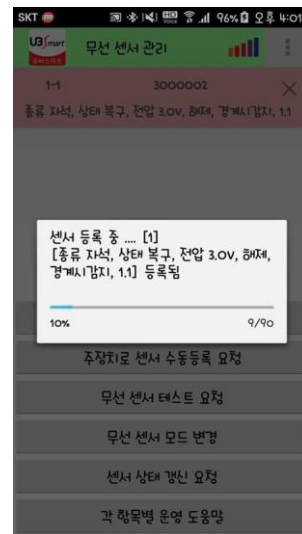 SKT 96% 오후 4:01
U3Smart 무선 센서 관리
유비스마트
1-1 3000002
종류 자석, 상태 복구, 전압 3.0V, 해제, 경계시감지, 1.1
센서 등록 중 .... [1]
[종류 자석, 상태 복구, 전압 3.0V, 해제,
경계시감지, 1.1] 등록됨
10% 9/90
주장치로 센서 수동등록 요청
무선 센서 테스트 요청
무선 센서 모드 변경
센서 상태 갱신 요청
각 항목별 운영 도움말